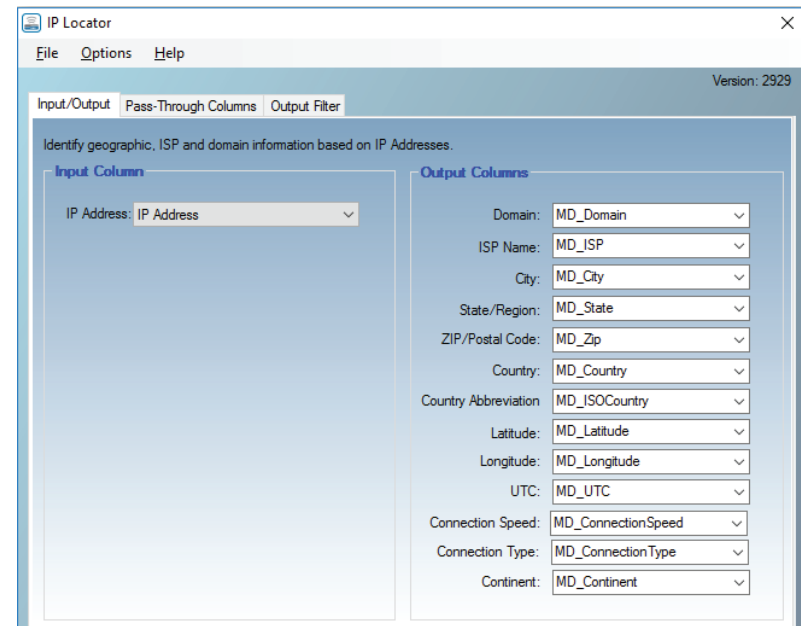 IP Locator
File Options Help
Version: 2929
Input/Output Pass-Through Columns Output Filter
Identify geographic, ISP and domain information based on IP Addresses.
Input Column
IP Address: IP Address
Output Columns
Domain: MD_Domain
ISP Name: MD_ISP
City: MD_City
State/Region: MD_State
ZIP/Postal Code: MD_Zip
Country: MD_Country
Country Abbreviation MD_ISOCountry
Latitude: MD_Latitude
Longitude: MD_Longitude
UTC: MD_UTC
Connection Speed: MD_ConnectionSpeed
Connection Type: MD_ConnectionType
Continent: MD_Continent